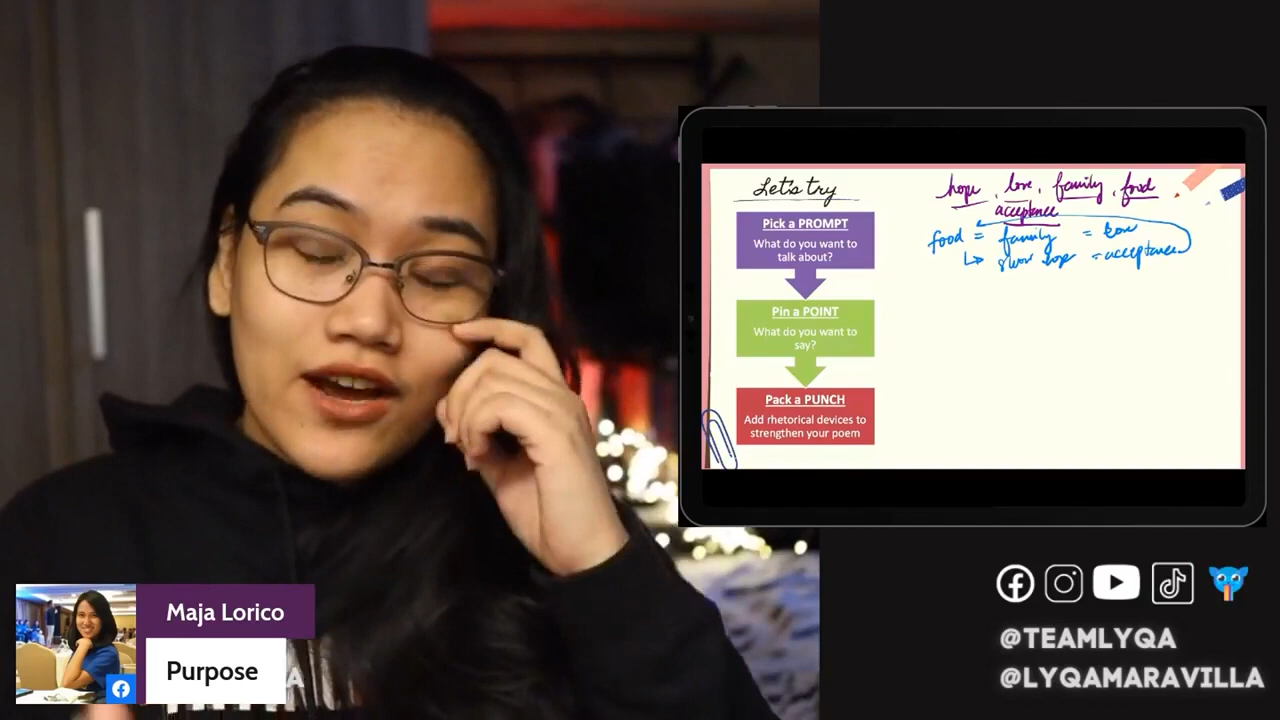 Let's try
hope, love, family, food
acceptance
Pick a PROMPT
What do you want to
talk about?
food = family = love
↳ show love = acceptance
Pin a POINT
What do you want to
say?
Pack a PUNCH
Add rhetorical devices to
strengthen your poem
Maja Lorico
Purpose
@TEAMLYQA
@LYQAMARAVILLA